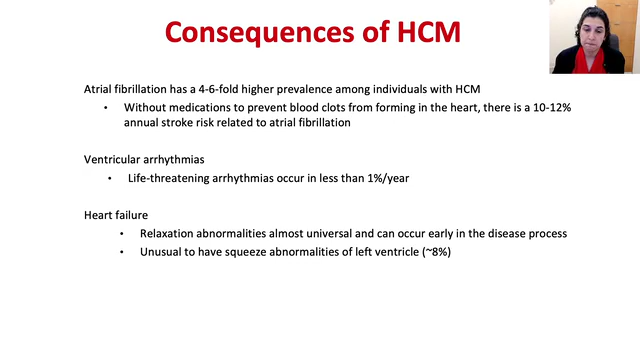 Consequences of HCM
Atrial fibrillation has a 4-6-fold higher prevalence among individuals with HCM
• Without medications to prevent blood clots from forming in the heart, there is a 10-12%
annual stroke risk related to atrial fibrillation
Ventricular arrhythmias
• Life-threatening arrhythmias occur in less than 1%/year
Heart failure
• Relaxation abnormalities almost universal and can occur early in the disease process
• Unusual to have squeeze abnormalities of left ventricle (~8%)